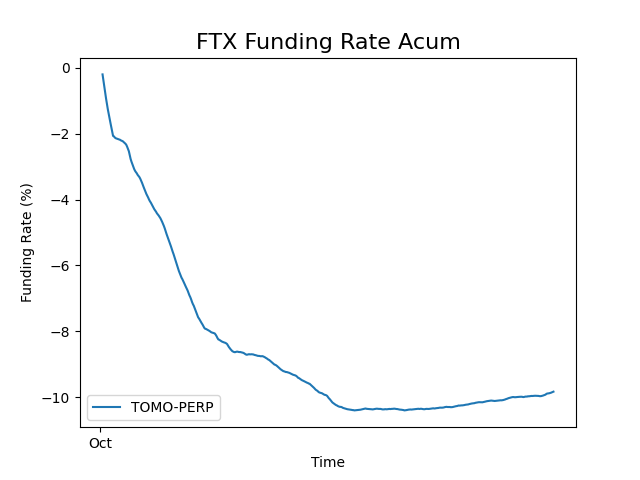 FTX Funding Rate Acum
0
−2
−4
−6
−8
−10
Funding Rate (%)
TOMO-PERP
Oct
Time